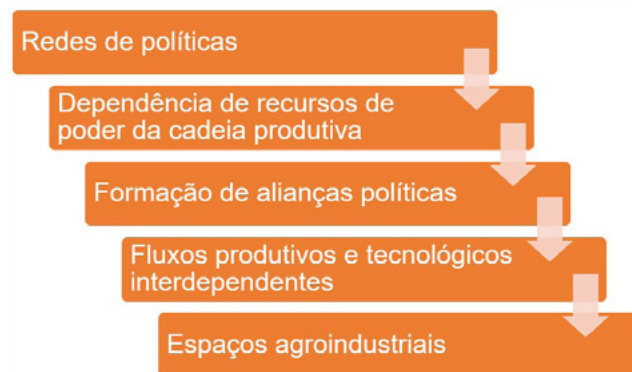 Redes de políticas
Dependência de recursos de
poder da cadeia produtiva
Formação de alianças políticas
Fluxos produtivos e tecnológicos
interdependentes
Espaços agroindustriais